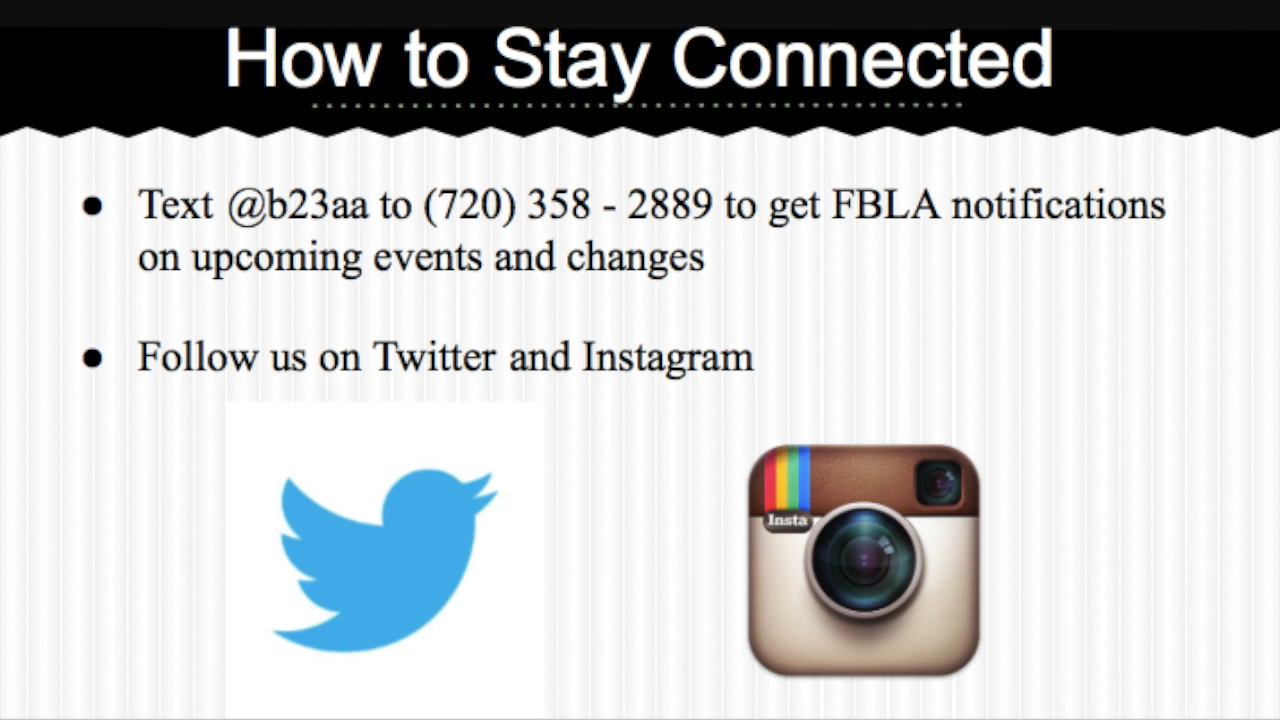 How to Stay Connected
● Text @b23aa to (720) 358 - 2889 to get FBLA notifications
on upcoming events and changes
● Follow us on Twitter and Instagram
Insta